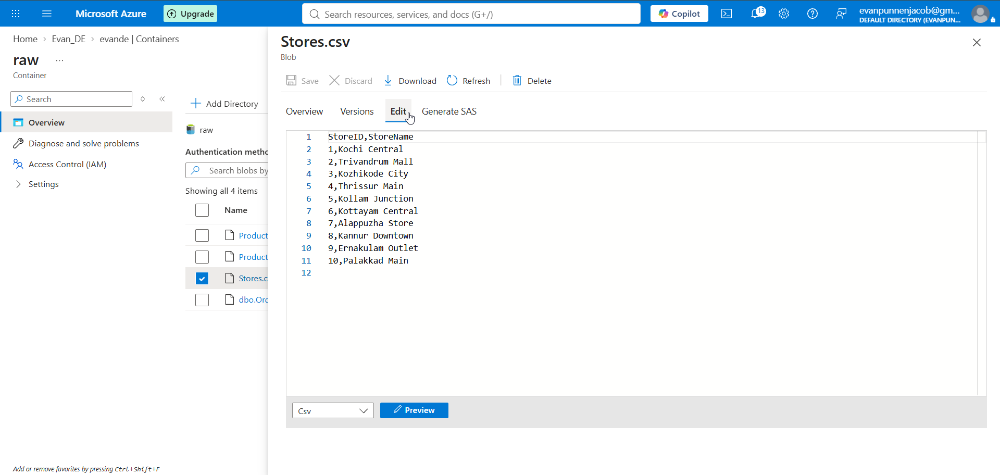 Microsoft Azure
Upgrade
Search resources, services, and docs (G+/)
Copilot
13
evanpunnenjacob@gm...
DEFAULT DIRECTORY (EVANPUN...
Home > Evan_DE > evande | Containers
raw ...
Container
Search
Overview
Diagnose and solve problems
Access Control (IAM)
Settings
Add or remove favorites by pressing Ctrl+Shift+F
Add Directory
raw
Authentication metho
Search blobs by
Showing all 4 items
Name
Product
Product
Stores.c
dbo.Orc
Stores.csv
Blob
Save Discard Download Refresh Delete
Overview Versions Edit Generate SAS
1 StoreID,StoreName
2 1,Kochi Central
3 2,Trivandrum Mall
4 3,Kozhikode City
5 4,Thrissur Main
6 5,Kollam Junction
7 6,Kottayam Central
8 7,Alappuzha Store
9 8,Kannur Downtown
10 9,Ernakulam Outlet
11 10,Palakkad Main
12
Csv
Preview